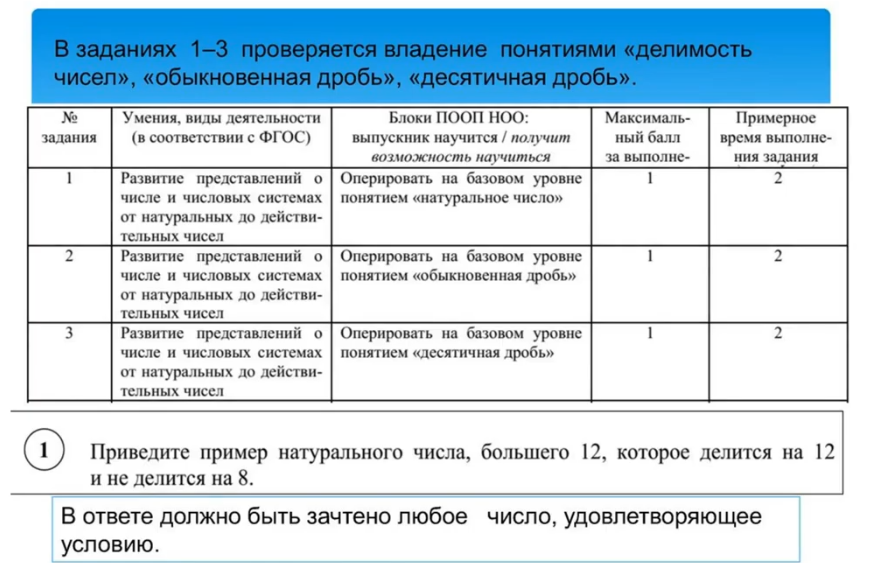 В заданиях 1–3 проверяется владение понятиями «делимость
чисел», «обыкновенная дробь», «десятичная дробь».
№
задания
Умения, виды деятельности
(в соответствии с ФГОС)
Блоки ПООП НОО:
выпускник научится / получит
возможность научиться
Максималь-
ный балл
за выполне-
Примерное
время выполне-
ния задания
1
Развитие представлений о
числе и числовых системах
от натуральных до действи-
тельных чисел
Оперировать на базовом уровне
понятием «натуральное число»
1
2
2
Развитие представлений о
числе и числовых системах
от натуральных до действи-
тельных чисел
Оперировать на базовом уровне
понятием «обыкновенная дробь»
1
2
3
Развитие представлений о
числе и числовых системах
от натуральных до действи-
тельных чисел
Оперировать на базовом уровне
понятием «десятичная дробь»
1
2
1
Приведите пример натурального числа, большего 12, которое делится на 12
и не делится на 8.
В ответе должно быть зачтено любое число, удовлетворяющее
условию.